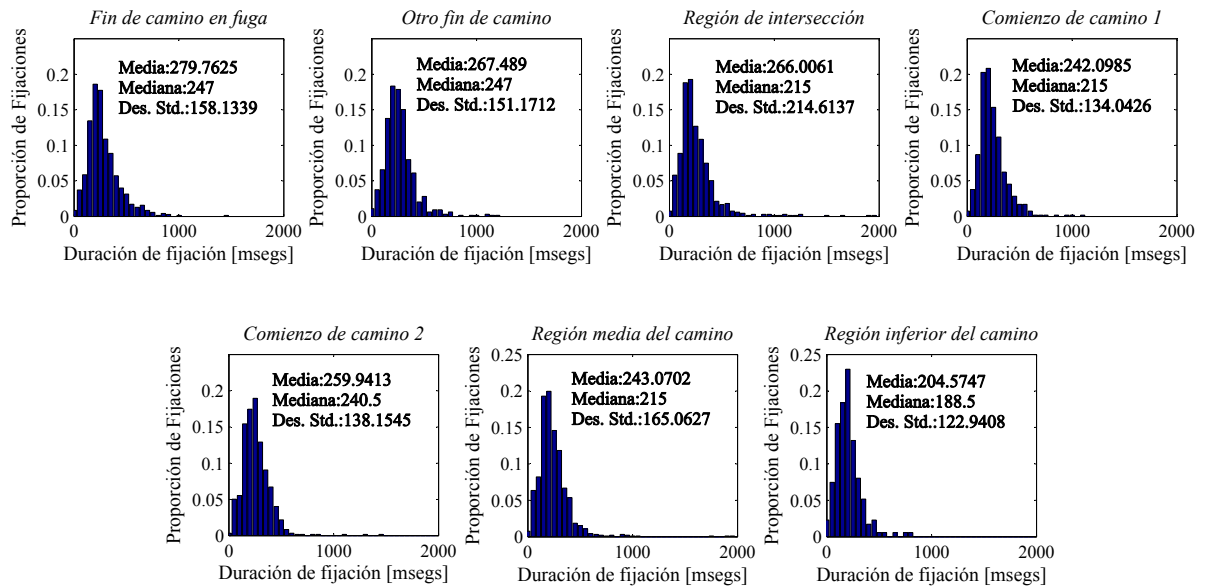 Fin de camino en fuga
Media:279.7625
Mediana:247
Des. Std.:158.1339
Proporción de Fijaciones
0.2
0.15
0.1
0.05
0
0
1000
2000
Duración de fijación [msegs]
Otro fin de camino
Media:267.489
Mediana:247
Des. Std.:151.1712
Proporción de Fijaciones
0.2
0.15
0.1
0.05
0
0
1000
2000
Duración de fijación [msegs]
Región de intersección
Media:266.0061
Mediana:215
Des. Std.:214.6137
Proporción de Fijaciones
0.2
0.15
0.1
0.05
0
0
1000
2000
Duración de fijación [msegs]
Comienzo de camino 1
Media:242.0985
Mediana:215
Des. Std.:134.0426
Proporción de Fijaciones
0.2
0.15
0.1
0.05
0
0
1000
2000
Duración de fijación [msegs]
Comienzo de camino 2
Media:259.9413
Mediana:240.5
Des. Std.:138.1545
Proporción de Fijaciones
0.2
0.15
0.1
0.05
0
0
1000
2000
Duración de fijación [msegs]
Región media del camino
Media:243.0702
Mediana:215
Des. Std.:165.0627
Proporción de Fijaciones
0.25
0.2
0.15
0.1
0.05
0
0
1000
2000
Duración de fijación [msegs]
Región inferior del camino
Media:204.5747
Mediana:188.5
Des. Std.:122.9408
Proporción de Fijaciones
0.25
0.2
0.15
0.1
0.05
0
0
1000
2000
Duración de fijación [msegs]